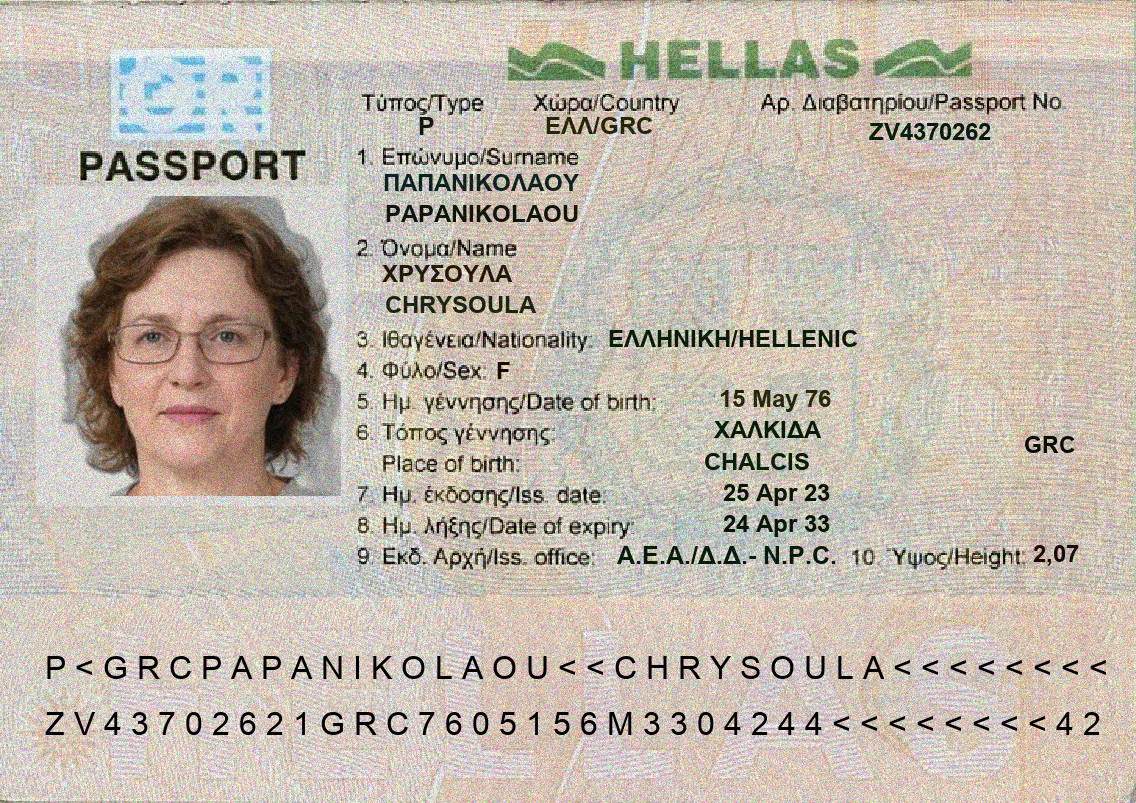 HELLAS
PASSPORT
Τύπος/Type Χώρα/Country Αρ. Διαβατηρίου/Passport No.
P ΕΛΛ/GRC ZV4370262
1. Επώνυμο/Surname
ΠΑΠΑΝΙΚΟΛΑΟΥ
PAPANIKOLAOU
2. Όνομα/Name
ΧΡΥΣΟΥΛΑ
CHRYSOULA
3. Ιθαγένεια/Nationality: ΕΛΛΗΝΙΚΗ/HELLENIC
4. Φύλο/Sex: F
5. Ημ. γέννησης/Date of birth: 15 May 76
6. Τόπος γέννησης: ΧΑΛΚΙΔΑ
GRC
Place of birth: CHALCIS
7. Ημ. έκδοσης/Iss. date: 25 Apr 23
8. Ημ. λήξης/Date of expiry: 24 Apr 33
9 Εκδ. Αρχή/Iss. office: Α.Ε.Α./Δ.Δ.- N.P.C. 10. Ύψος/Height: 2,07
P<GRCPAPANIKOLAOU<<CHRYSOULA<<<<<<<<
ZV43702621GRC7605156M3304244<<<<<<<<42